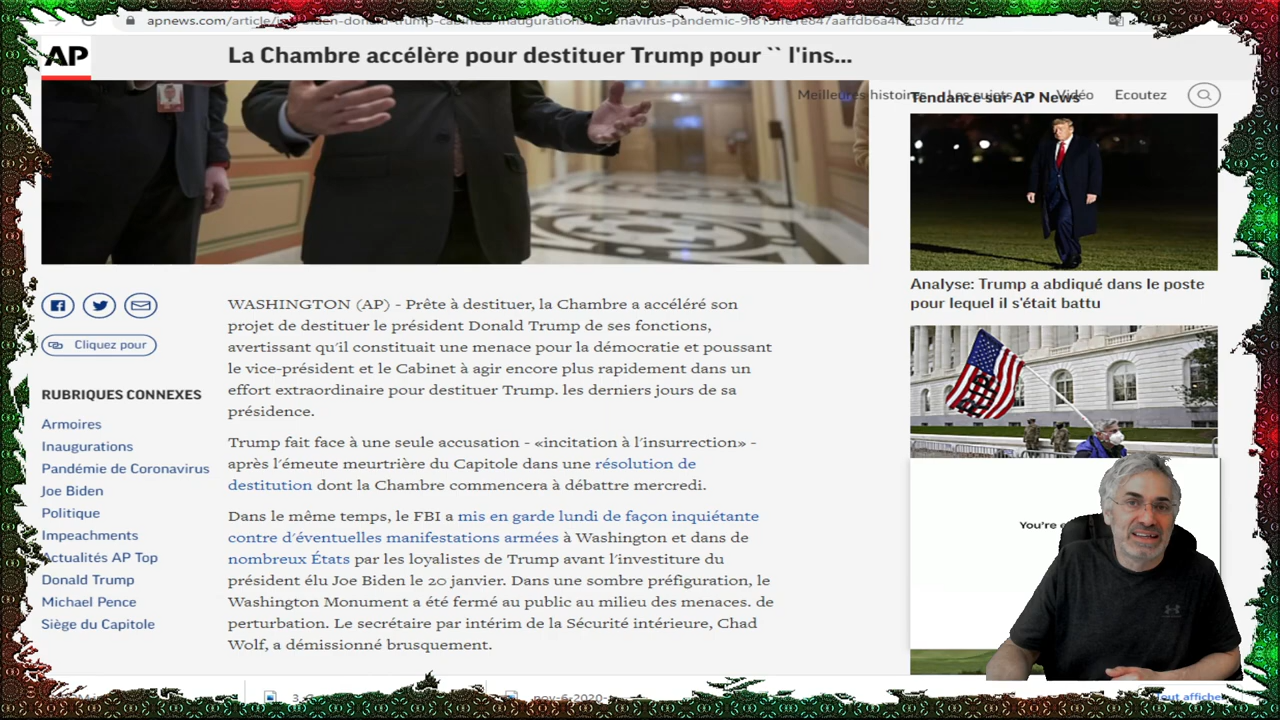 apnews.com/article/
AP
La Chambre accélère pour destituer Trump pour `` l'ins...
Meilleures histoires Les sujets Vidéo Ecoutez
Tendance sur AP News
Analyse: Trump a abdiqué dans le poste
pour lequel il s'était battu
Cliquez pour
RUBRIQUES CONNEXES
Armoires
Inaugurations
Pandémie de Coronavirus
Joe Biden
Politique
Impeachments
Actualités AP Top
Donald Trump
Michael Pence
Siège du Capitole
WASHINGTON (AP) - Prête à destituer, la Chambre a accéléré son
projet de destituer le président Donald Trump de ses fonctions,
avertissant qu'il constituait une menace pour la démocratie et poussant
le vice-président et le Cabinet à agir encore plus rapidement dans un
effort extraordinaire pour destituer Trump. les derniers jours de sa
présidence.
Trump fait face à une seule accusation - «incitation à l'insurrection» -
après l'émeute meurtrière du Capitole dans une résolution de
destitution dont la Chambre commencera à débattre mercredi.
Dans le même temps, le FBI a mis en garde lundi de façon inquiétante
contre d'éventuelles manifestations armées à Washington et dans de
nombreux États par les loyalistes de Trump avant l'investiture du
président élu Joe Biden le 20 janvier. Dans une sombre préfiguration, le
Washington Monument a été fermé au public au milieu des menaces. de
perturbation. Le secrétaire par intérim de la Sécurité intérieure, Chad
Wolf, a démissionné brusquement.
You're
nov-6-2020-
Tout affiche